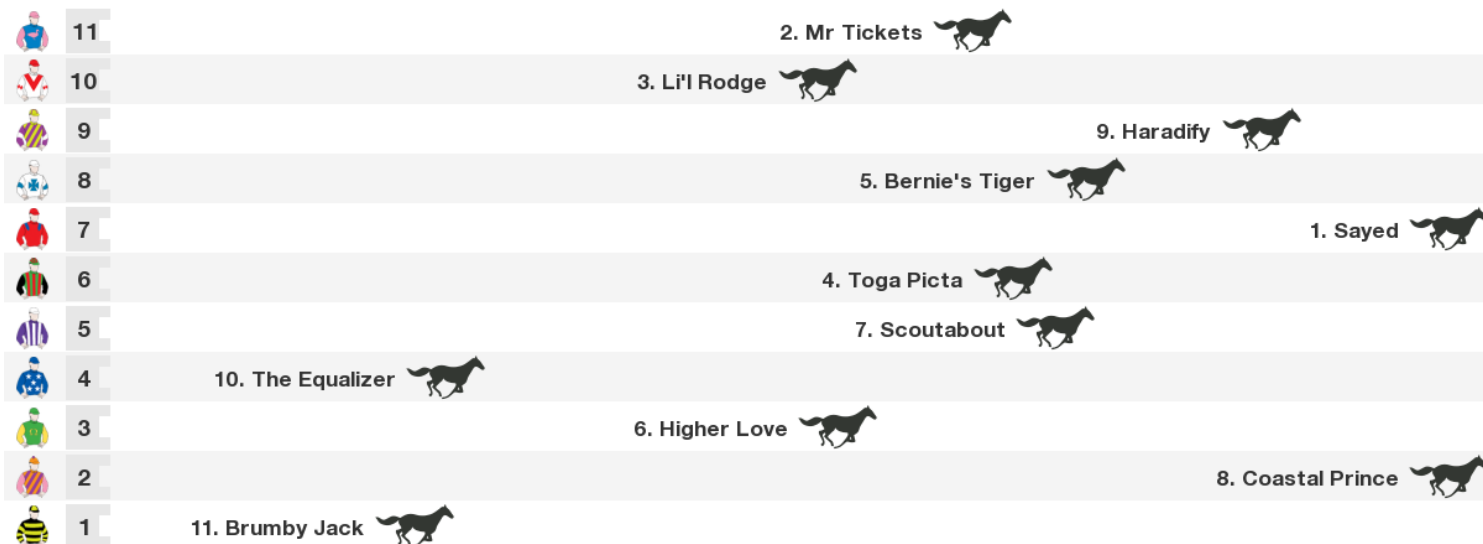 11 2. Mr Tickets
10 3. Li'l Rodge
9 9. Haradify
8 5. Bernie's Tiger
7 1. Sayed
6 4. Toga Picta
5 7. Scoutabout
4 10. The Equalizer
3 6. Higher Love
2 8. Coastal Prince
1 11. Brumby Jack